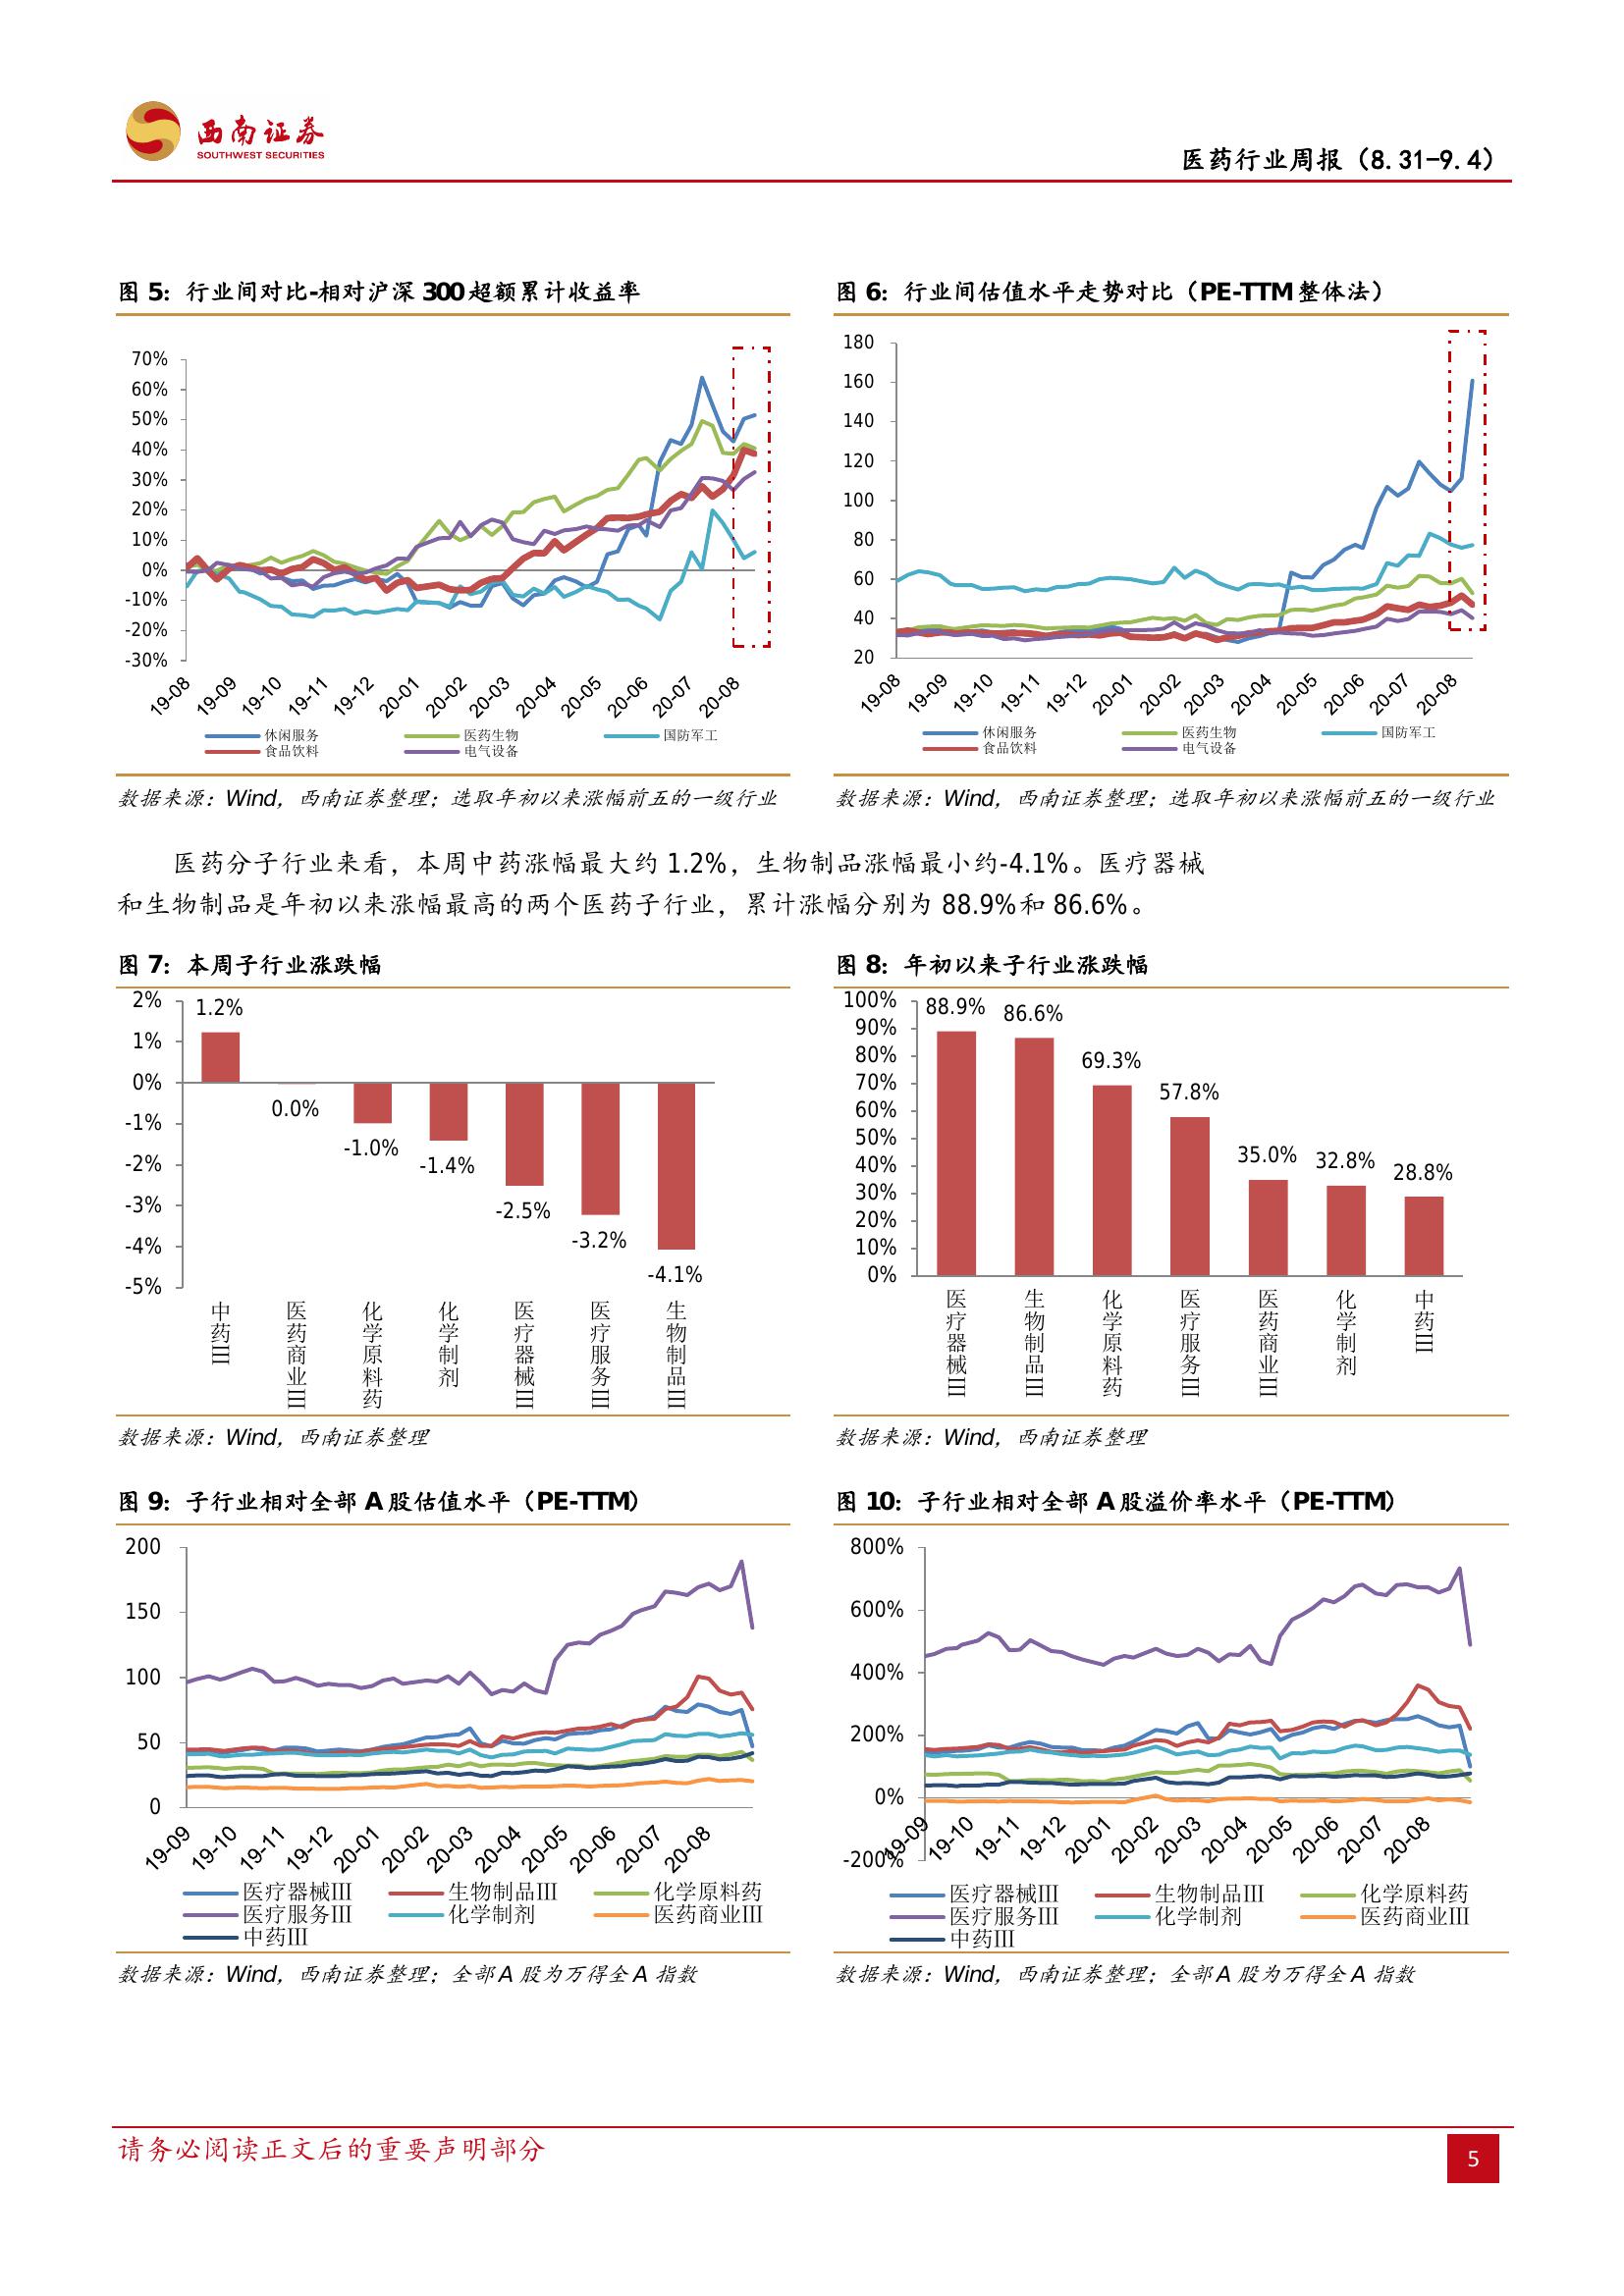 西南证券
SOUTHWEST SECURITIES
医药行业周报（8.31-9.4）
图 5：行业间对比-相对沪深 300 超额累计收益率
70%
60%
50%
40%
30%
20%
10%
0%
-10%
-20%
-30%
19-08 19-09 19-10 19-11 19-12 20-01 20-02 20-03 20-04 20-05 20-06 20-07 20-08
休闲服务 医药生物 国防军工
食品饮料 电气设备
数据来源：Wind，西南证券整理；选取年初以来涨幅前五的一级行业
图 6：行业间估值水平走势对比（PE-TTM 整体法）
180
160
140
120
100
80
60
40
20
19-08 19-09 19-10 19-11 19-12 20-01 20-02 20-03 20-04 20-05 20-06 20-07 20-08
休闲服务 医药生物 国防军工
食品饮料 电气设备
数据来源：Wind，西南证券整理；选取年初以来涨幅前五的一级行业
医药分子行业来看，本周中药涨幅最大约 1.2%，生物制品涨幅最小约-4.1%。医疗器械
和生物制品是年初以来涨幅最高的两个医药子行业，累计涨幅分别为 88.9%和 86.6%。
图 7：本周子行业涨跌幅
2%
1%
0%
-1%
-2%
-3%
-4%
-5%
1.2% 0.0% -1.0% -1.4% -2.5% -3.2% -4.1%
中药Ⅲ 医药商业Ⅲ 化学原料药 化学制剂 医疗器械Ⅲ 医疗服务Ⅲ 生物制品Ⅲ
数据来源：Wind，西南证券整理
图 8：年初以来子行业涨跌幅
100%
90%
80%
70%
60%
50%
40%
30%
20%
10%
0%
88.9% 86.6% 69.3% 57.8% 35.0% 32.8% 28.8%
医疗器械Ⅲ 生物制品Ⅲ 化学原料药 医疗服务Ⅲ 医药商业Ⅲ 化学制剂 中药Ⅲ
数据来源：Wind，西南证券整理
图 9：子行业相对全部 A 股估值水平（PE-TTM）
200
150
100
50
0
19-09 19-10 19-11 19-12 20-01 20-02 20-03 20-04 20-05 20-06 20-07 20-08
医疗器械Ⅲ 生物制品Ⅲ 化学原料药
医疗服务Ⅲ 化学制剂 医药商业Ⅲ
中药Ⅲ
数据来源：Wind，西南证券整理；全部 A 股为万得全 A 指数
图 10：子行业相对全部 A 股溢价率水平（PE-TTM）
800%
600%
400%
200%
0%
-200%
19-09 19-10 19-11 19-12 20-01 20-02 20-03 20-04 20-05 20-06 20-07 20-08
医疗器械Ⅲ 生物制品Ⅲ 化学原料药
医疗服务Ⅲ 化学制剂 医药商业Ⅲ
中药Ⅲ
数据来源：Wind，西南证券整理；全部 A 股为万得全 A 指数
请务必阅读正文后的重要声明部分
5